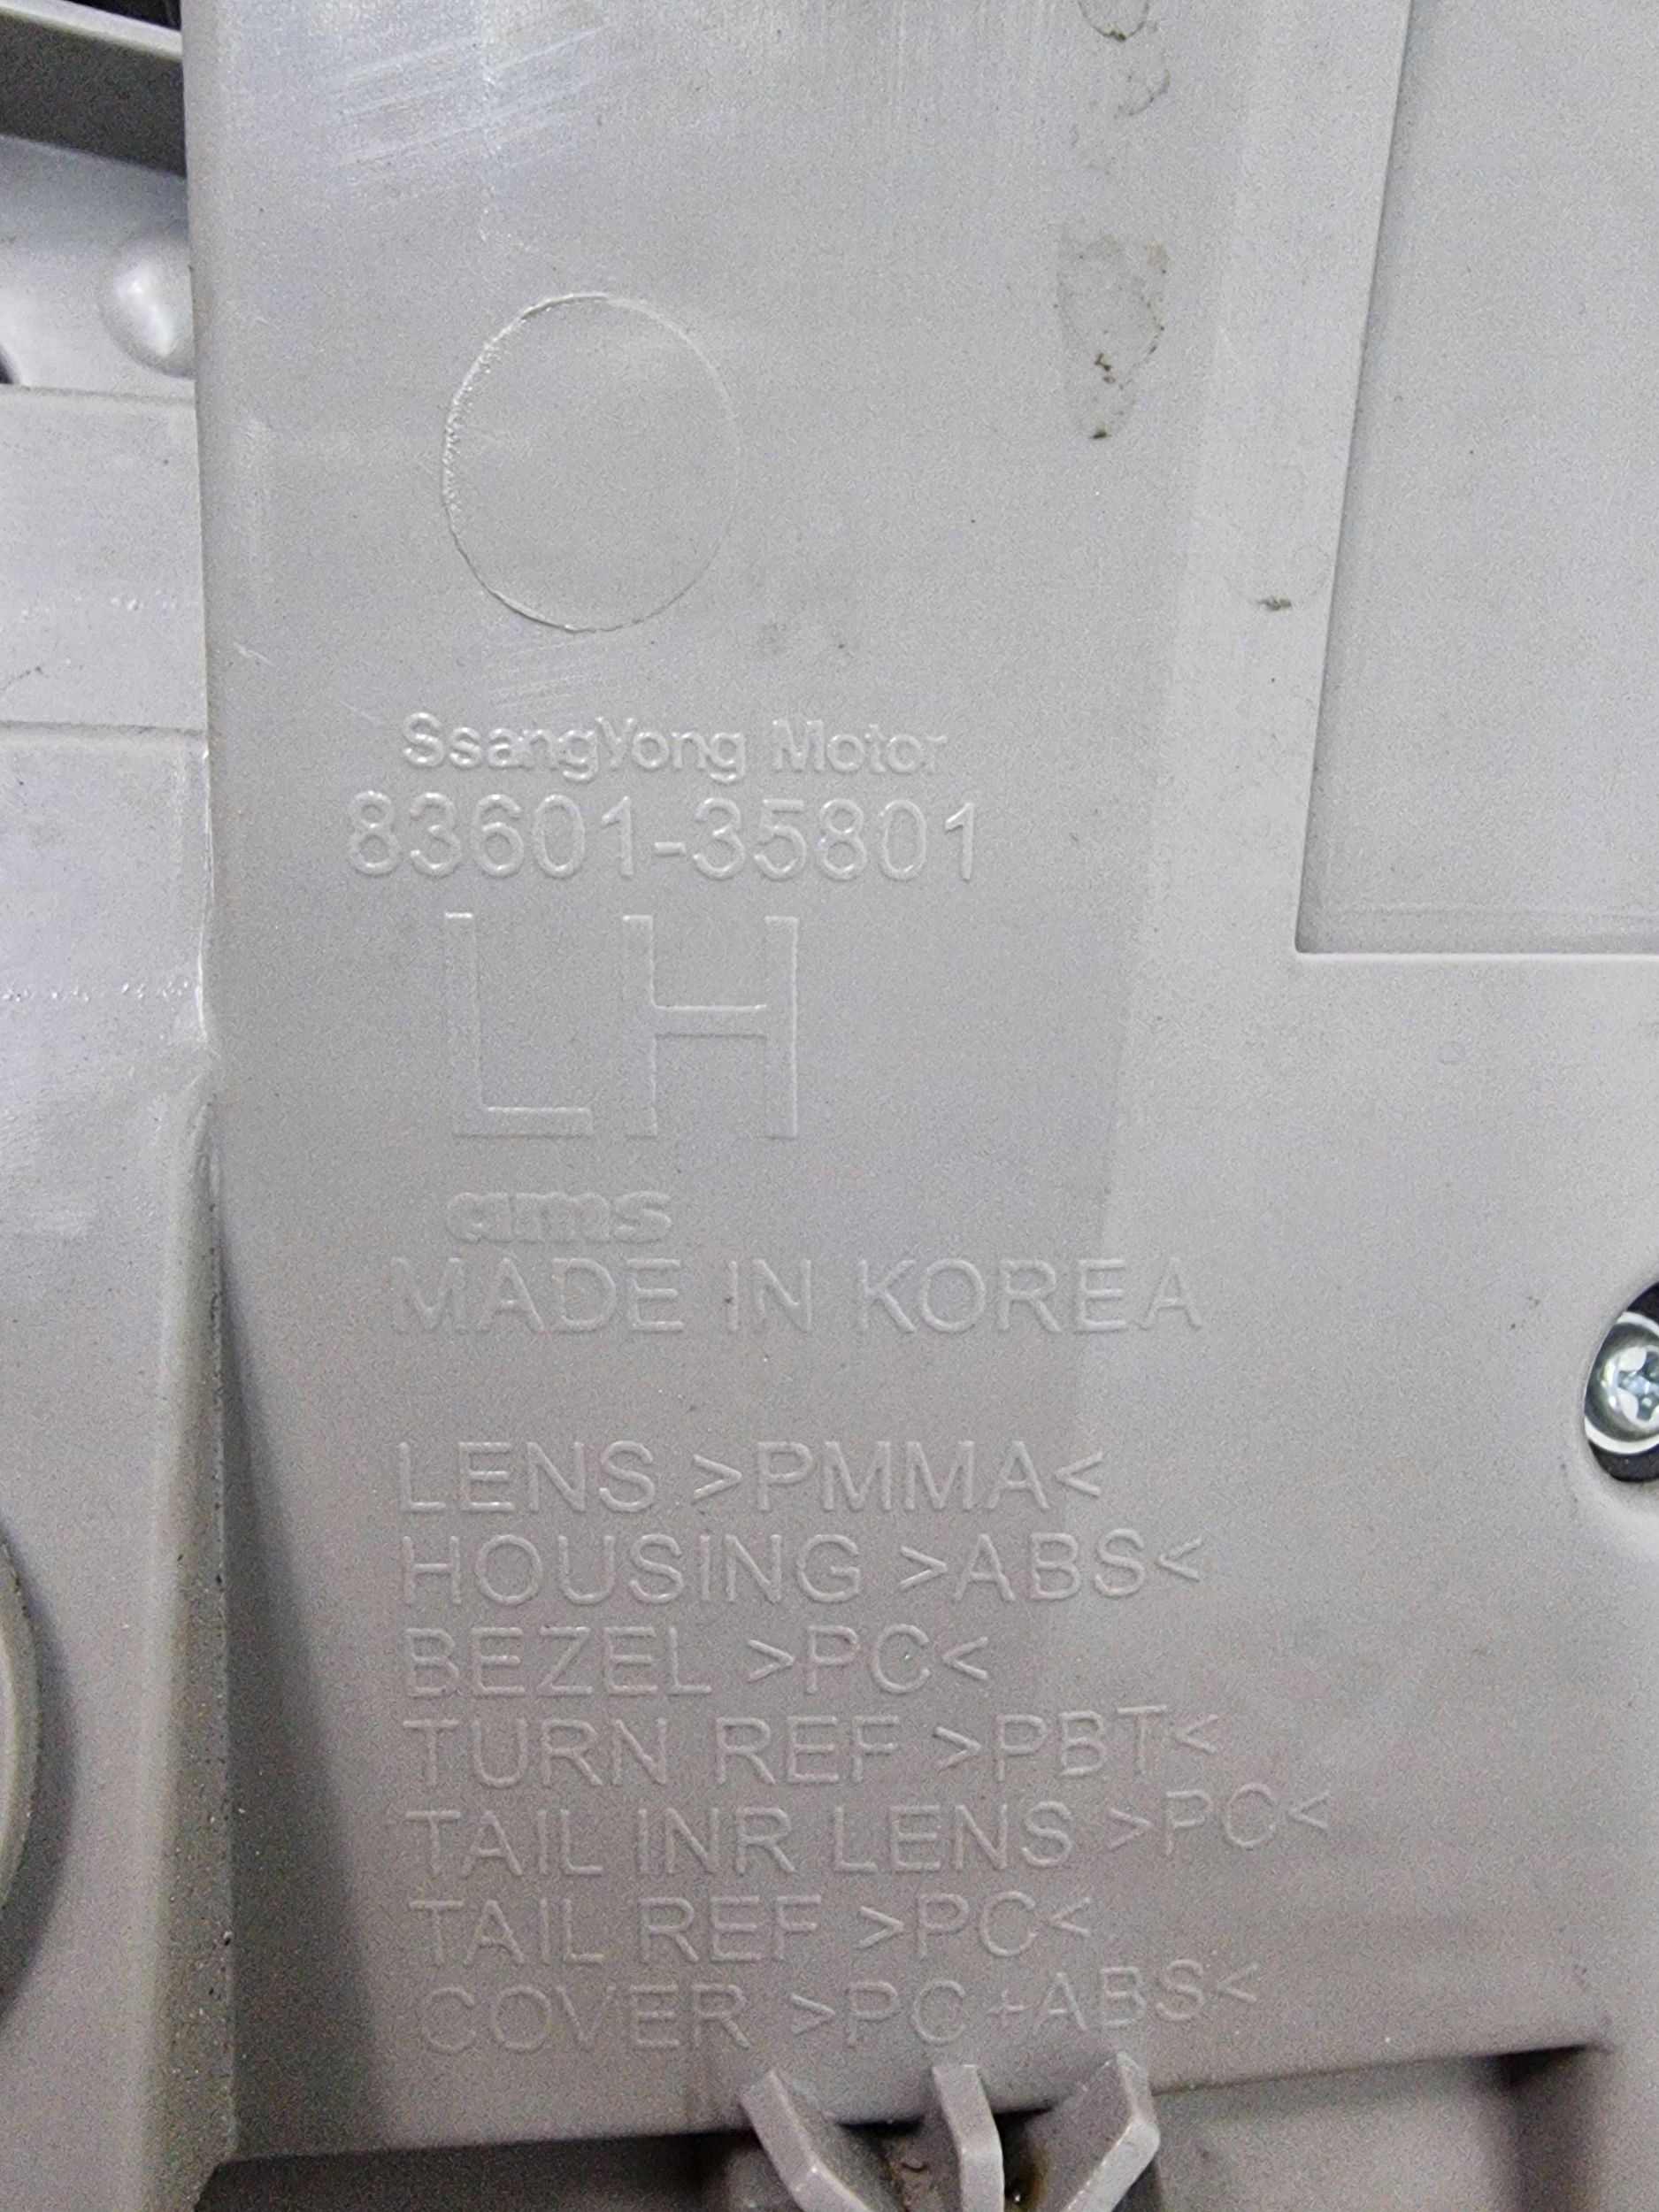 SsangYong Motor
83601-35801
LH
ams
MADE IN KOREA
LENS >PMMA<
HOUSING >ABS<
BEZEL >PC<
TURN REF >PBT<
TAIL INR LENS >PC<
TAIL REF >PC<
COVER >PC+ABS<